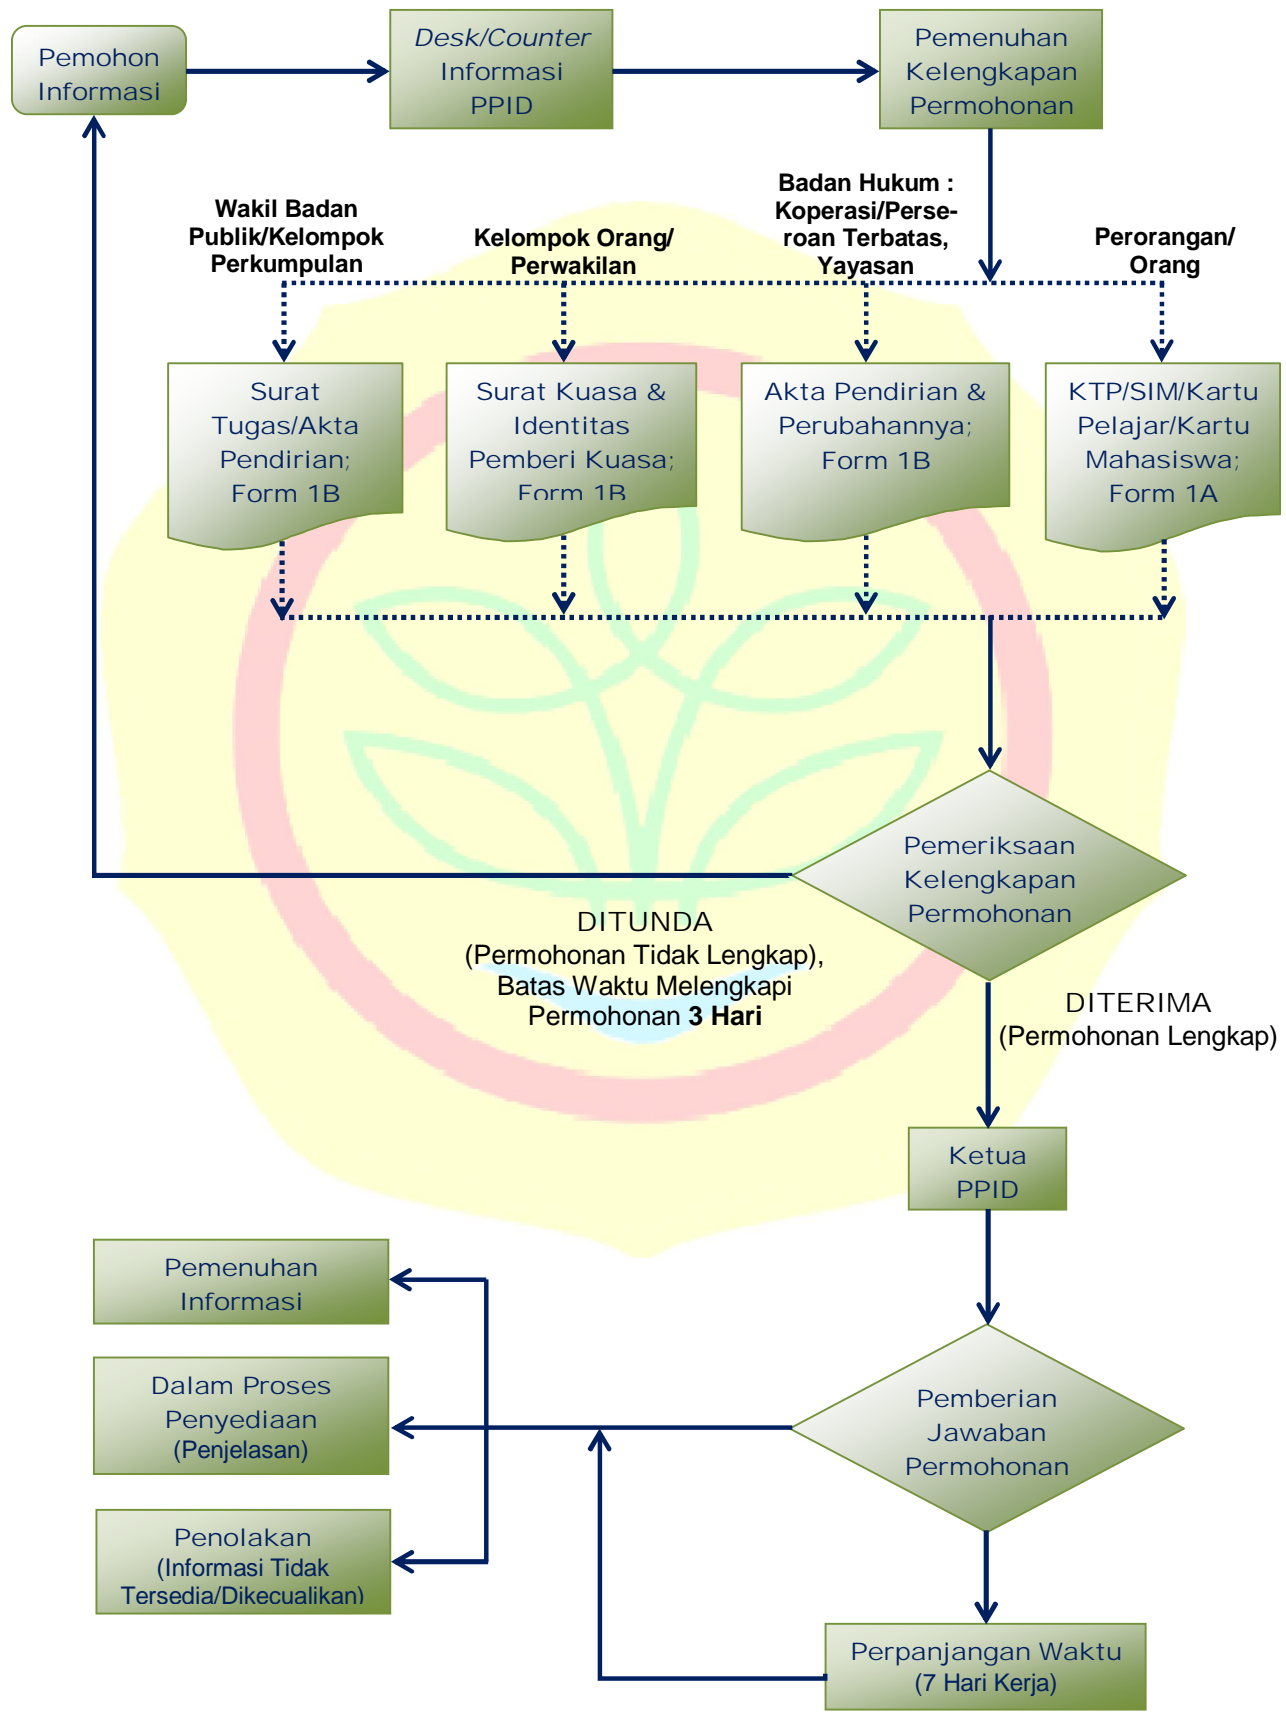 Pemohon
Informasi
Desk/Counter
Informasi
PPID
Pemenuhan
Kelengkapan
Permohonan
Wakil Badan
Publik/Kelompok
Perkumpulan
Kelompok Orang/
Perwakilan
Badan Hukum :
Koperasi/Perse-
roan Terbatas,
Yayasan
Perorangan/
Orang
Surat
Tugas/Akta
Pendirian;
Form 1B
Surat Kuasa &
Identitas
Pemberi Kuasa;
Form 1B
Akta Pendirian &
Perubahannya;
Form 1B
KTP/SIM/Kartu
Pelajar/Kartu
Mahasiswa;
Form 1A
Pemeriksaan
Kelengkapan
Permohonan
DITUNDA
(Permohonan Tidak Lengkap),
Batas Waktu Melengkapi
Permohonan 3 Hari
DITERIMA
(Permohonan Lengkap)
Ketua
PPID
Pemenuhan
Informasi
Dalam Proses
Penyediaan
(Penjelasan)
Penolakan
(Informasi Tidak
Tersedia/Dikecualikan)
Pemberian
Jawaban
Permohonan
Perpanjangan Waktu
(7 Hari Kerja)